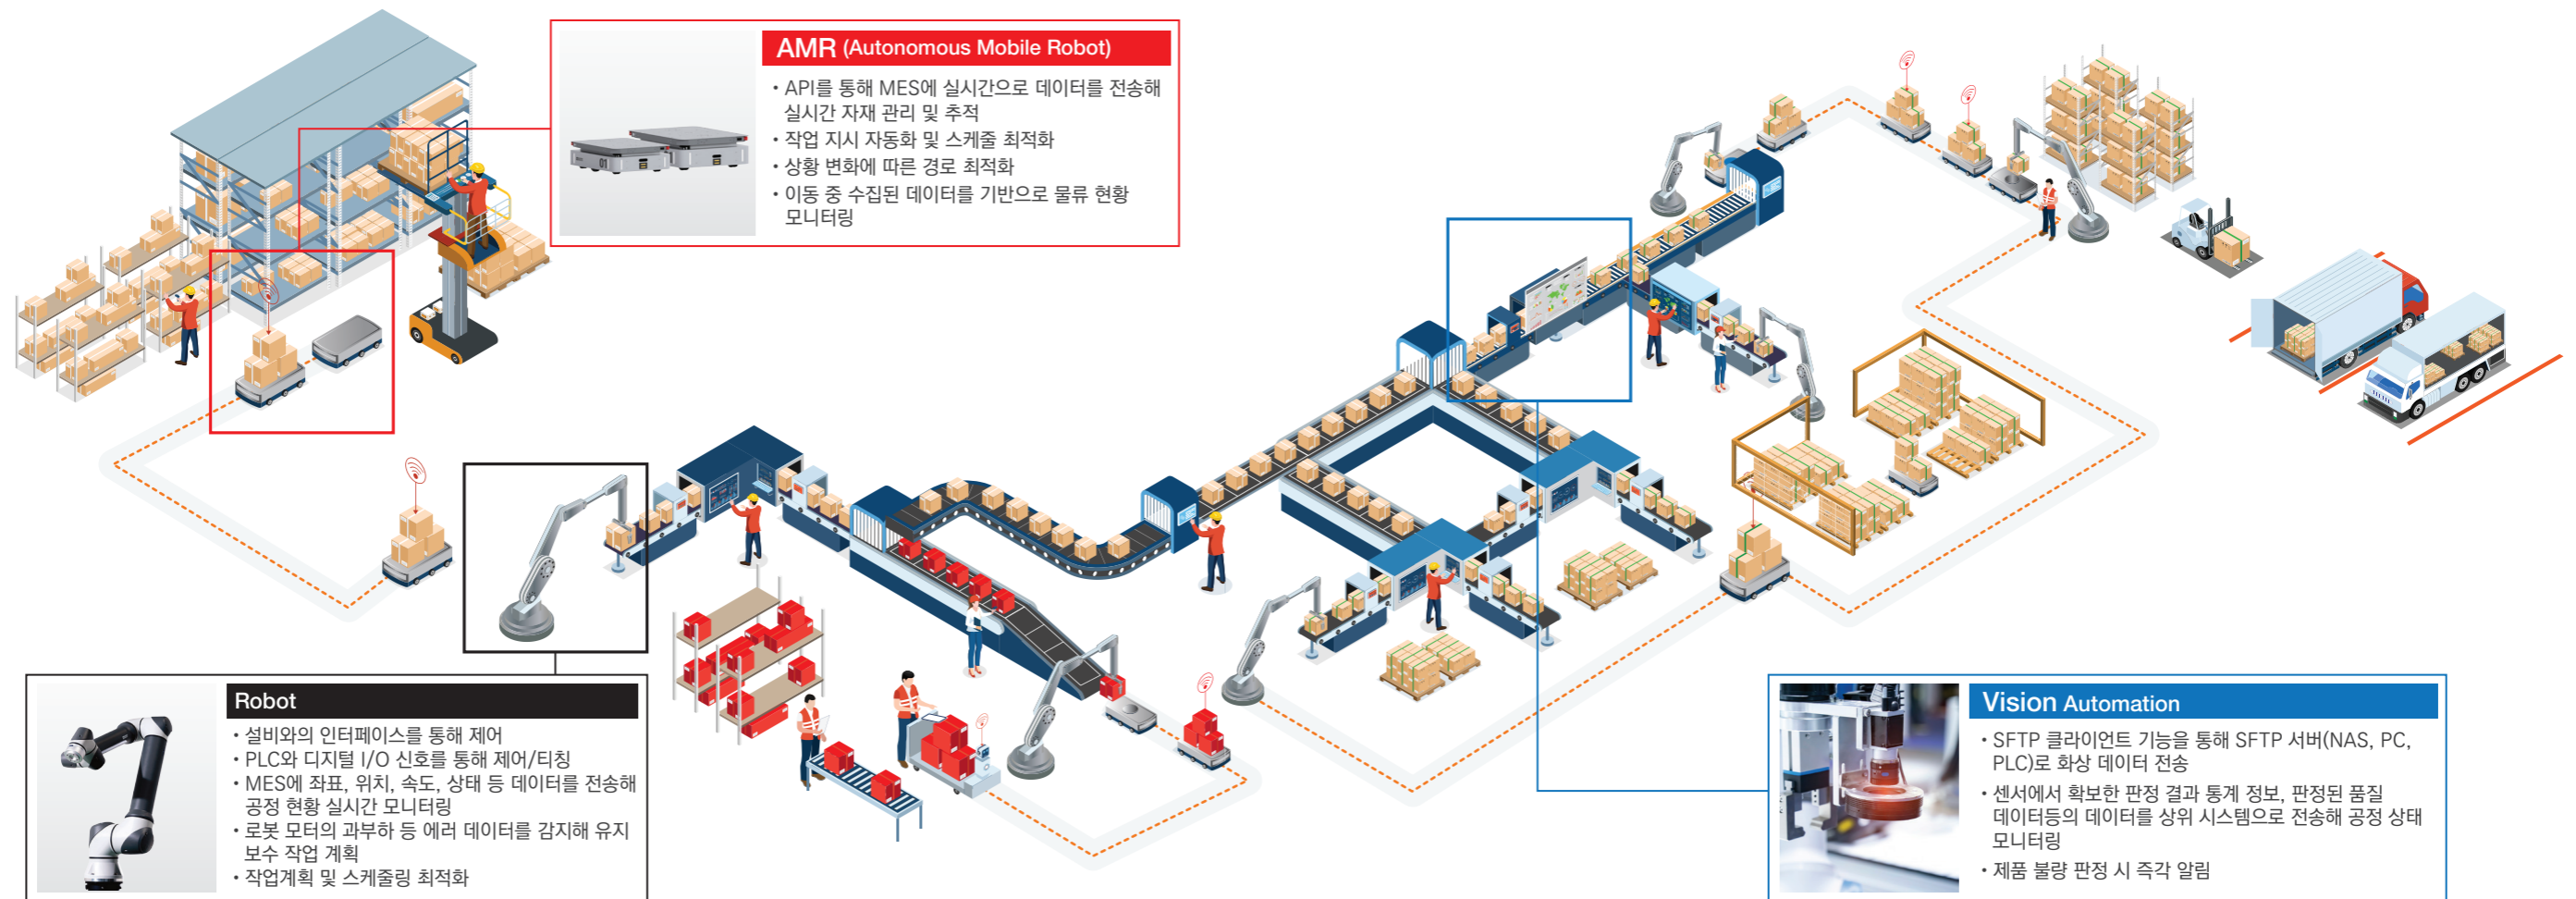 AMR (Autonomous Mobile Robot)
• API를 통해 MES에 실시간으로 데이터를 전송해
실시간 자재 관리 및 추적
• 작업 지시 자동화 및 스케줄 최적화
• 상황 변화에 따른 경로 최적화
• 이동 중 수집된 데이터를 기반으로 물류 현황
모니터링
01
Robot
• 설비와의 인터페이스를 통해 제어
• PLC와 디지털 I/O 신호를 통해 제어/티칭
• MES에 좌표, 위치, 속도, 상태 등 데이터를 전송해
공정 현황 실시간 모니터링
• 로봇 모터의 과부하 등 에러 데이터를 감지해 유지
보수 작업 계획
• 작업계획 및 스케줄링 최적화
Vision Automation
• SFTP 클라이언트 기능을 통해 SFTP 서버(NAS, PC,
PLC)로 화상 데이터 전송
• 센서에서 확보한 판정 결과 통계 정보, 판정된 품질
데이터등의 데이터를 상위 시스템으로 전송해 공정 상태
모니터링
• 제품 불량 판정 시 즉각 알림